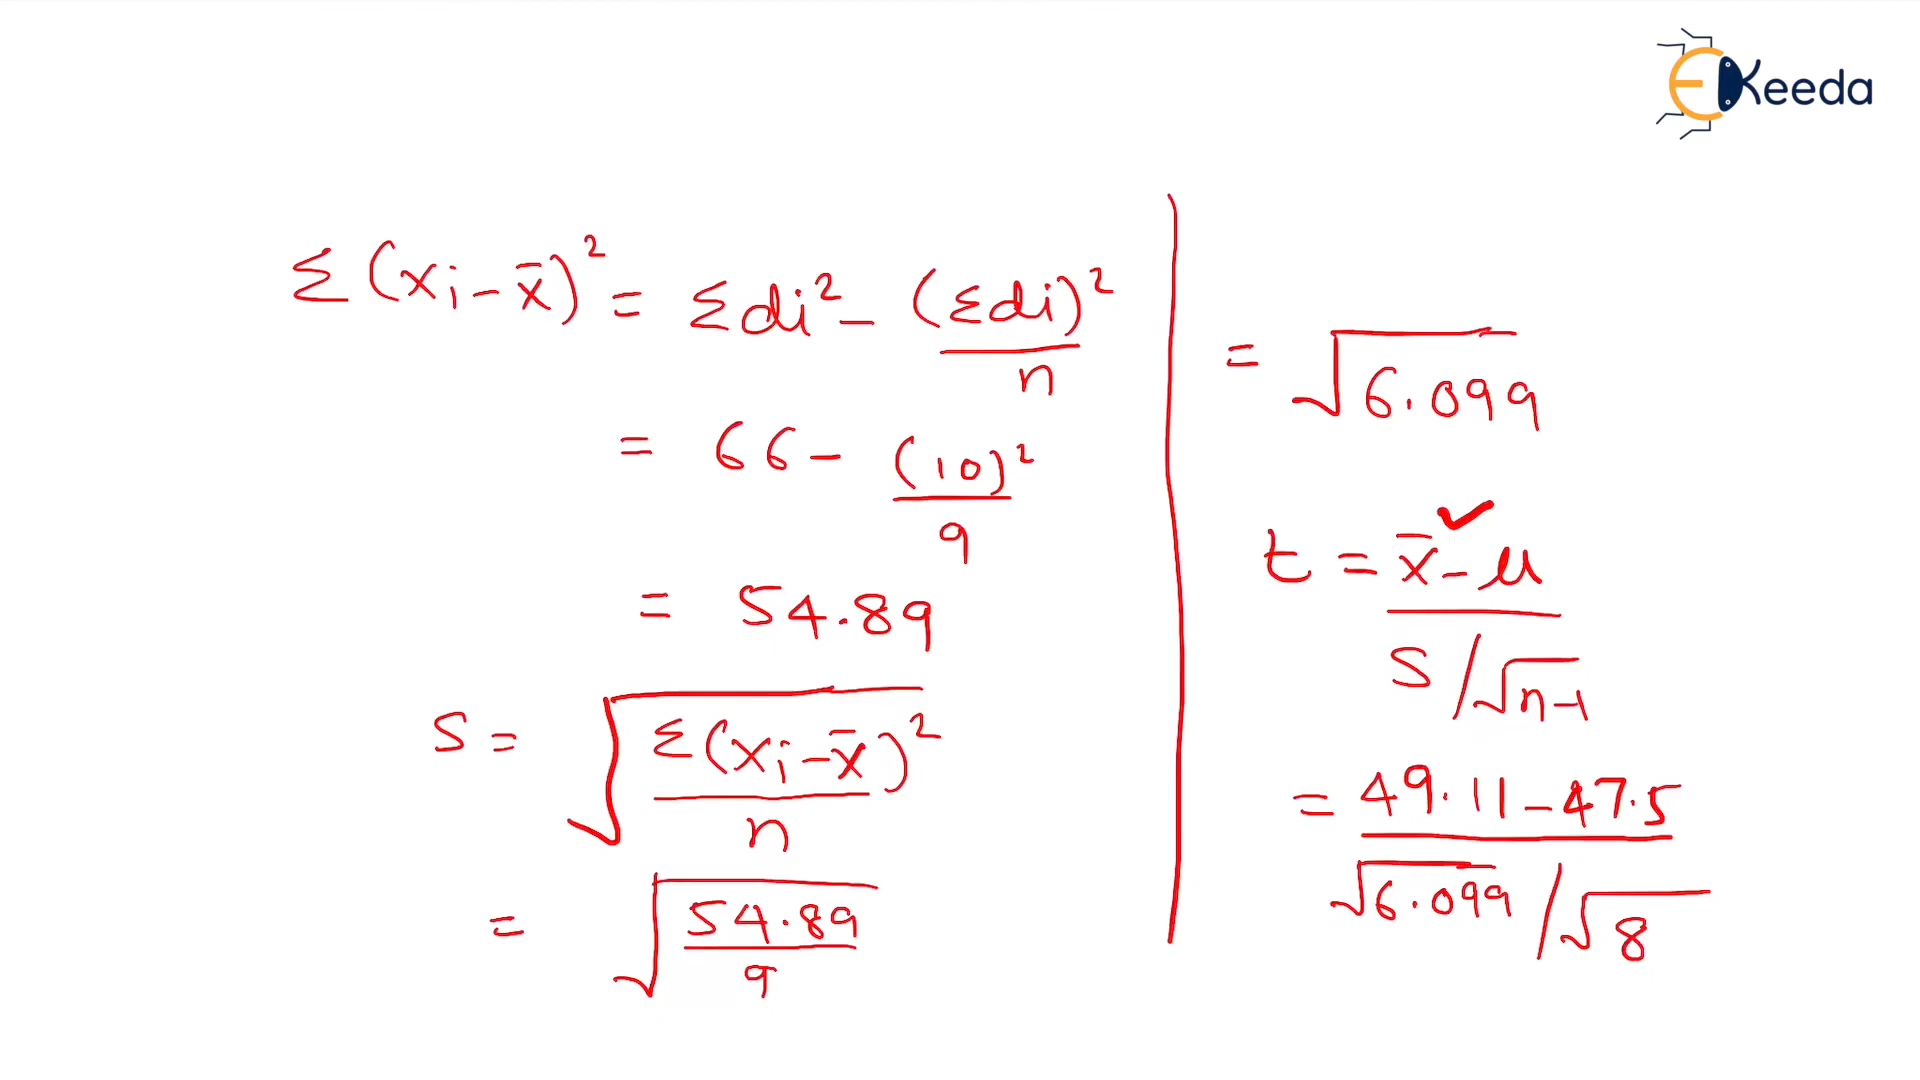 EKeeda
Σ(xi-x̄)² = Σdi² - (Σdi)²/n
= 66 - (10)²/9
= 54.89
S = √(Σ(xi-x̄)²/n)
= √(54.89/9)
= √6.099
t = x̄-μ / S/√n-1
= 49.11-47.5 / √6.099/√8